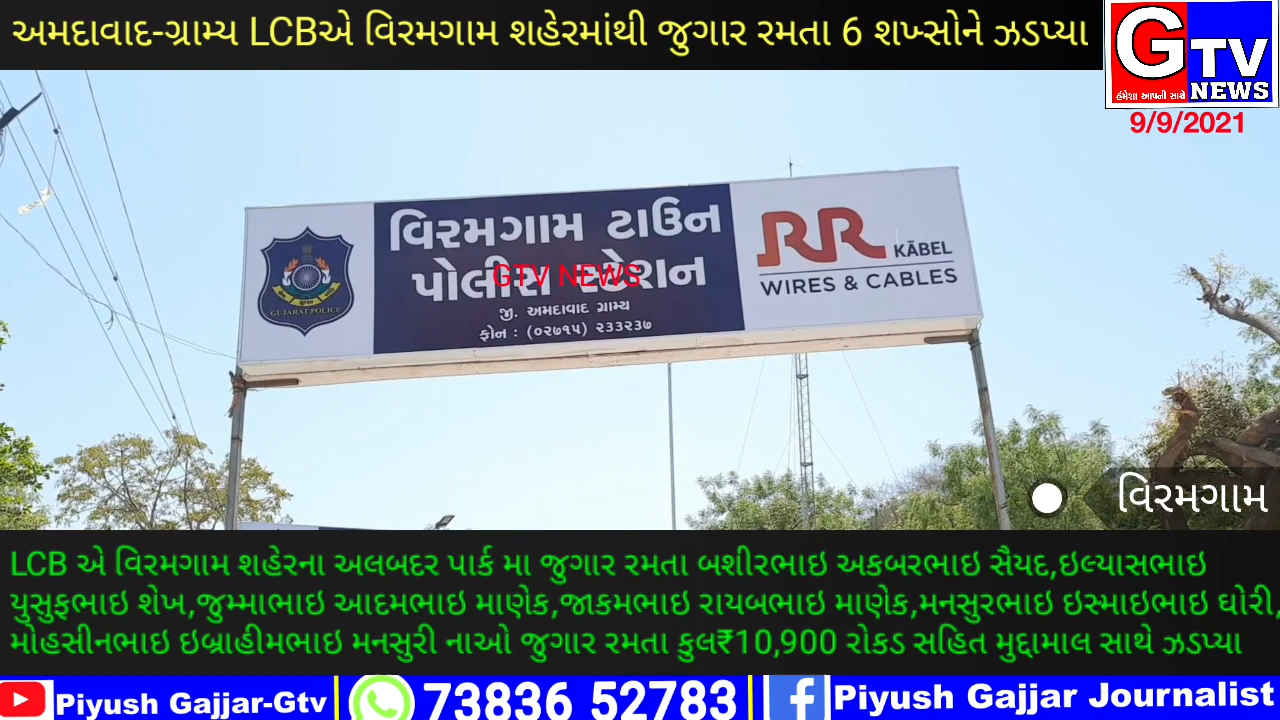 અમદાવાદ-ગ્રામ્ય LCBએ વિરમગામ શહેરમાંથી જુગાર રમતા 6 શખ્સોને ઝડપ્યા
GTV
હંમેશા આપની સાથે NEWS
9/9/2021
વિરમગામ ટાઉન
પોલીસ સ્ટેશન
GTV NEWS
જી. અમદાવાદ ગ્રામ્ય
ફોન : (૦૨૭૧૫) ૨૩૩૨૩૭
GUJARAT POLICE
RR KĀBEL
WIRES & CABLES
વિરમગામ
LCB એ વિરમગામ શહેરના અલબદર પાર્ક મા જુગાર રમતા બશીરભાઇ અકબરભાઇ સૈયદ,ઇલ્યાસભાઇ
યુસુફભાઇ શેખ,જુમ્માભાઇ આદમભાઇ માણેક,જાકમભાઇ રાયબભાઇ માણેક,મનસુરભાઇ ઇસ્માઇભાઇ ઘોરી,
મોહસીનભાઇ ઇબ્રાહીમભાઇ મનસુરી નાઓ જુગાર રમતા કુલ₹10,900 રોકડ સહિત મુદ્દામાલ સાથે ઝડપ્યા
Piyush Gajjar-Gtv
73836 52783
Piyush Gajjar Journalist